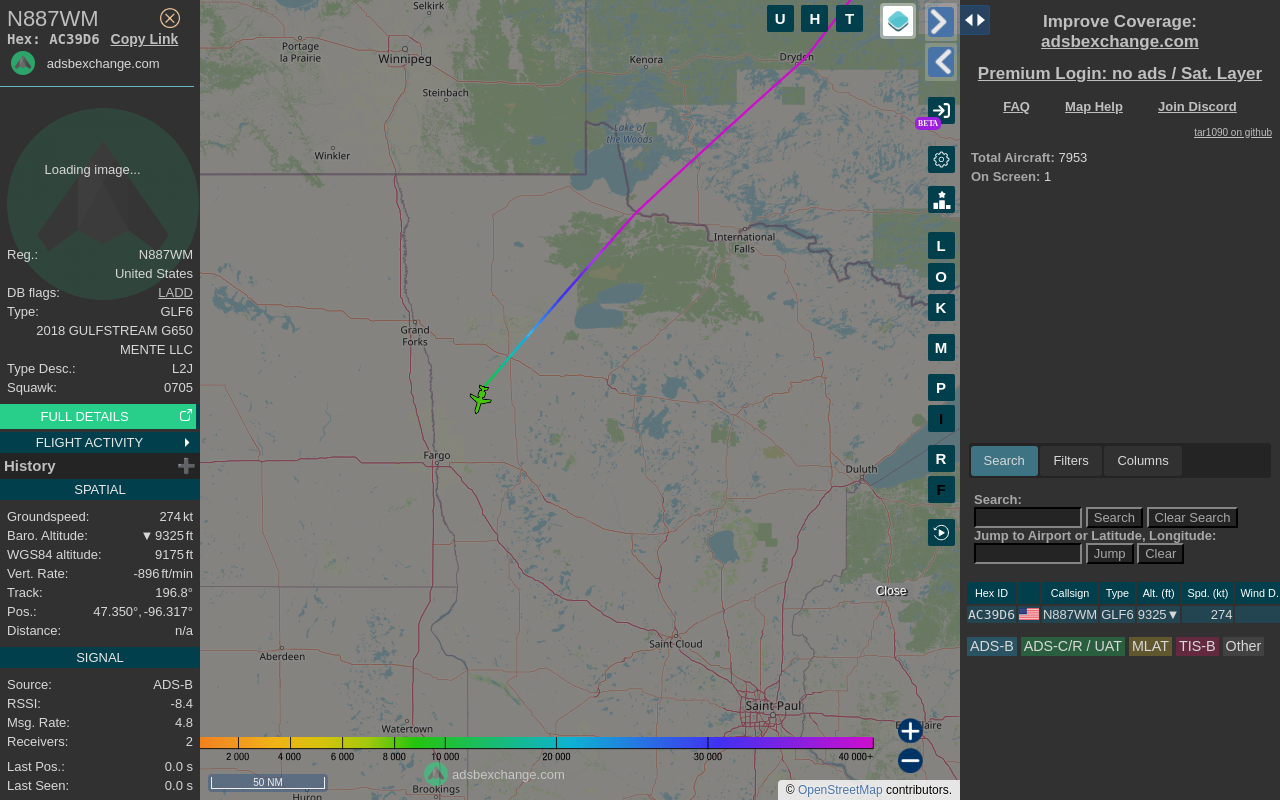 N887WM
Hex: AC39D6 Copy Link
adsbexchange.com
Loading image...
Reg.: N887WM
United States
DB flags: LADD
Type: GLF6
2018 GULFSTREAM G650
MENTE LLC
Type Desc.: L2J
Squawk: 0705
FULL DETAILS
FLIGHT ACTIVITY
History
SPATIAL
Groundspeed: 274 kt
Baro. Altitude: ▼ 9325 ft
WGS84 altitude: 9175 ft
Vert. Rate: -896 ft/min
Track: 196.8°
Pos.: 47.350°, -96.317°
Distance: n/a
SIGNAL
Source: ADS-B
RSSI: -8.4
Msg. Rate: 4.8
Receivers: 2
Last Pos.: 0.0 s
Last Seen: 0.0 s
Selkirk
Portage
la Prairie
Winnipeg
Steinbach
Winkler
Kenora
Dryden
Lake of
the Woods
International
Falls
Grand
Forks
Fargo
Duluth
Saint Cloud
Aberdeen
Saint Paul
Watertown
Brookings
Huron
laire
Close
U H T
BETA
L
O
K
M
P
I
R
F
2 000 4 000 6 000 8 000 10 000 20 000 30 000 40 000+
adsbexchange.com
50 NM
© OpenStreetMap contributors.
Improve Coverage:
adsbexchange.com
Premium Login: no ads / Sat. Layer
FAQ Map Help Join Discord
tar1090 on github
Total Aircraft: 7953
On Screen: 1
Search Filters Columns
Search:
Search Clear Search
Jump to Airport or Latitude, Longitude:
Jump Clear
Hex ID Callsign Type Alt. (ft) Spd. (kt) Wind D.
AC39D6 N887WM GLF6 9325▼ 274
ADS-B ADS-C/R / UAT MLAT TIS-B Other